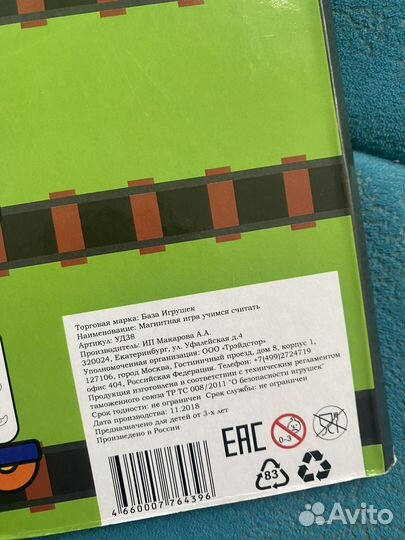 Торговая марка: База Игрушек
Наименование: Магнитная игра учимся считать
Артикул: УД38
Производитель: ИП Макарова А.А.
320024, Екатеринбург, ул. Уфалейская д.4
Уполномоченная организация: ООО «Трэйдстор»
127106, город Москва, Гостиничный проезд, дом 8, корпус 1,
офис 404, Российская Федерация. Телефон: +7(499)2724719
Продукция изготовлена в соответствии с техническим регламентом
таможенного союза ТР ТС 008/2011 "О безопасности игрушек"
Срок годности: не ограничен Срок службы: не ограничен
Дата производства: 11.2018
Предназначено для детей от 3-х лет
Произведено в России
EAC
0-3
83
4 660007 764396
Avito